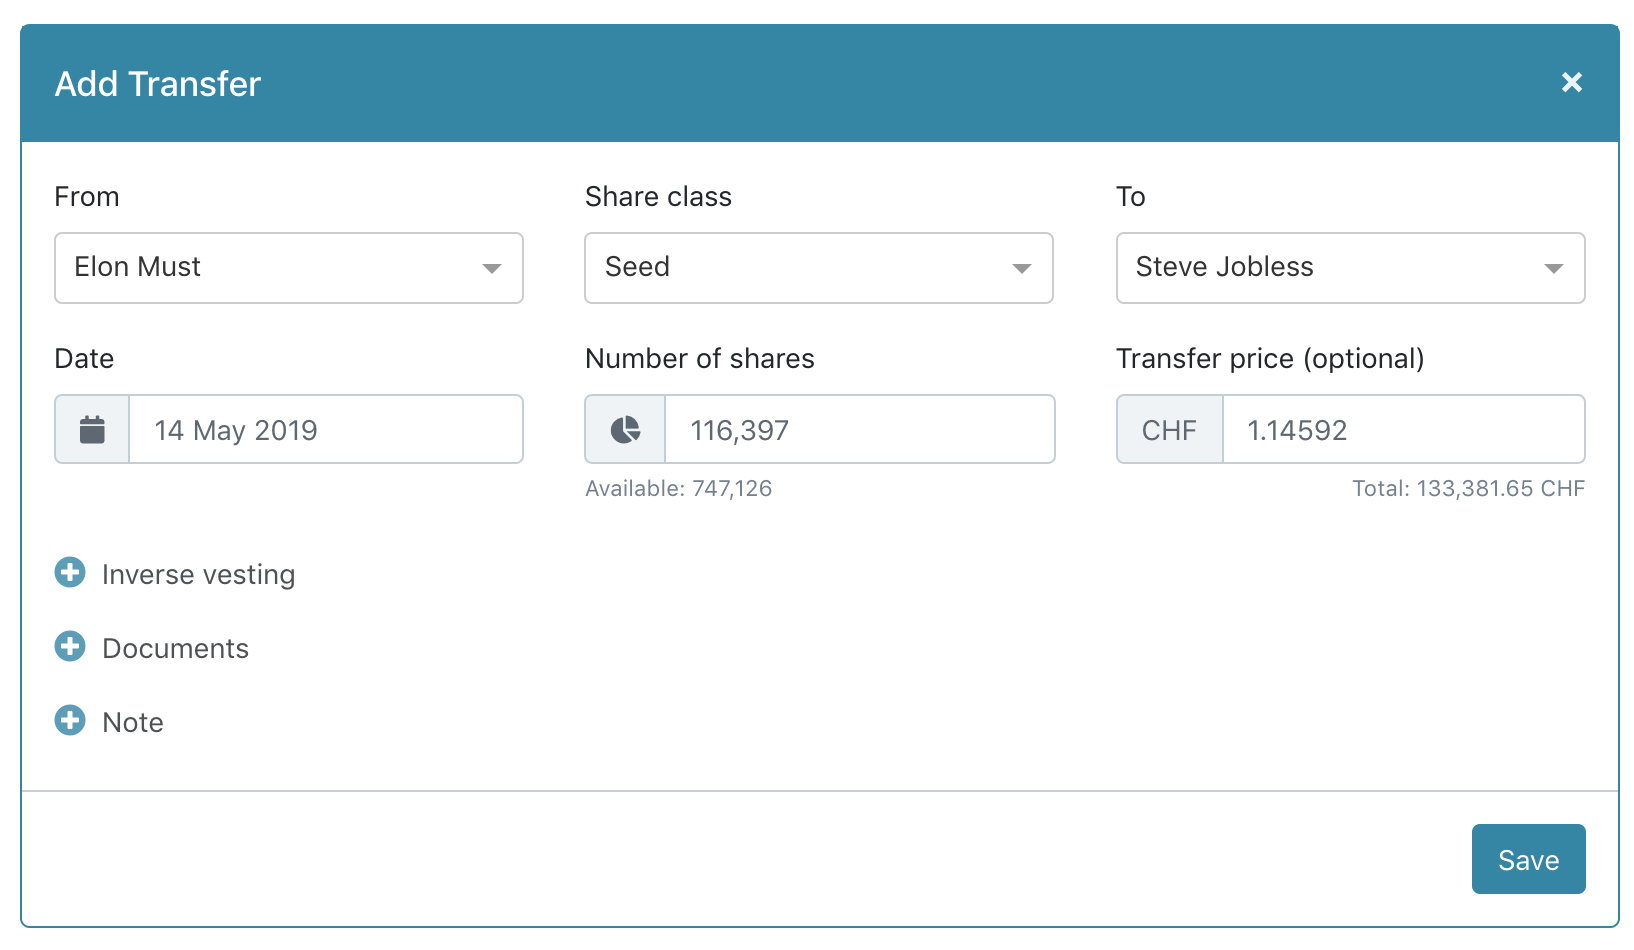 Add Transfer
From
Share class
To
Elon Must
Seed
Steve Jobless
Date
Number of shares
Transfer price (optional)
14 May 2019
116,397
CHF 1.14592
Available: 747,126
Total: 133,381.65 CHF
Inverse vesting
Documents
Note
Save